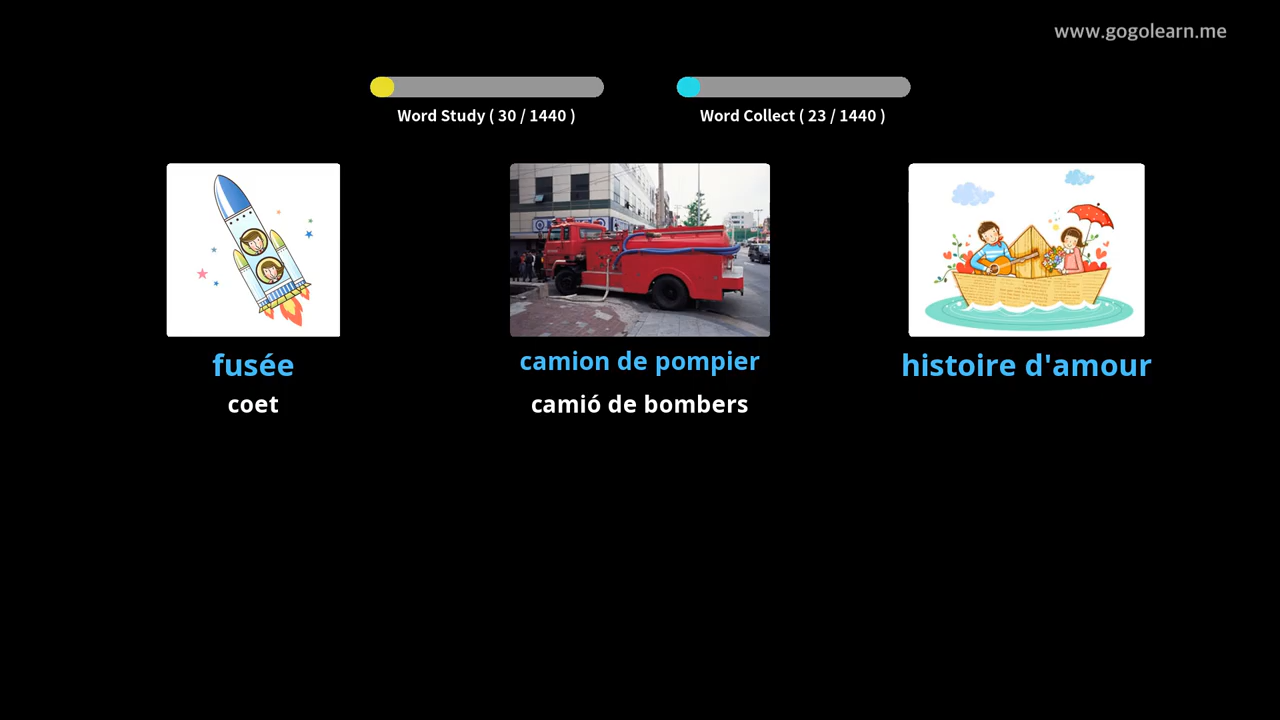 www.gogolearn.me
Word Study ( 30 / 1440 )
Word Collect ( 23 / 1440 )
fusée
camion de pompier
histoire d'amour
coet
camió de bombers